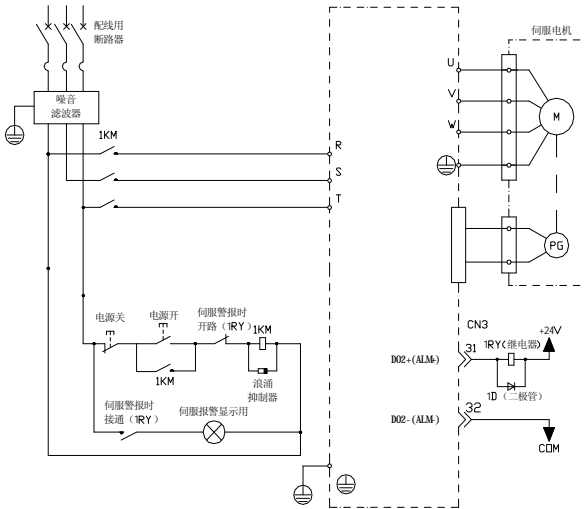 配线用
断路器
伺服电机
噪音
滤波器
U
V
W
M
1KM
R
S
T
PG
电源关
电源开
伺服警报时
开路（1RY）
1KM
1KM
浪涌
抑制器
伺服警报时
接通（1RY）
伺服报警显示用
CN3
+24V
31
1RY(继电器)
DO2+(ALM+)
1D（二极管）
32
DO2-(ALM-)
COM